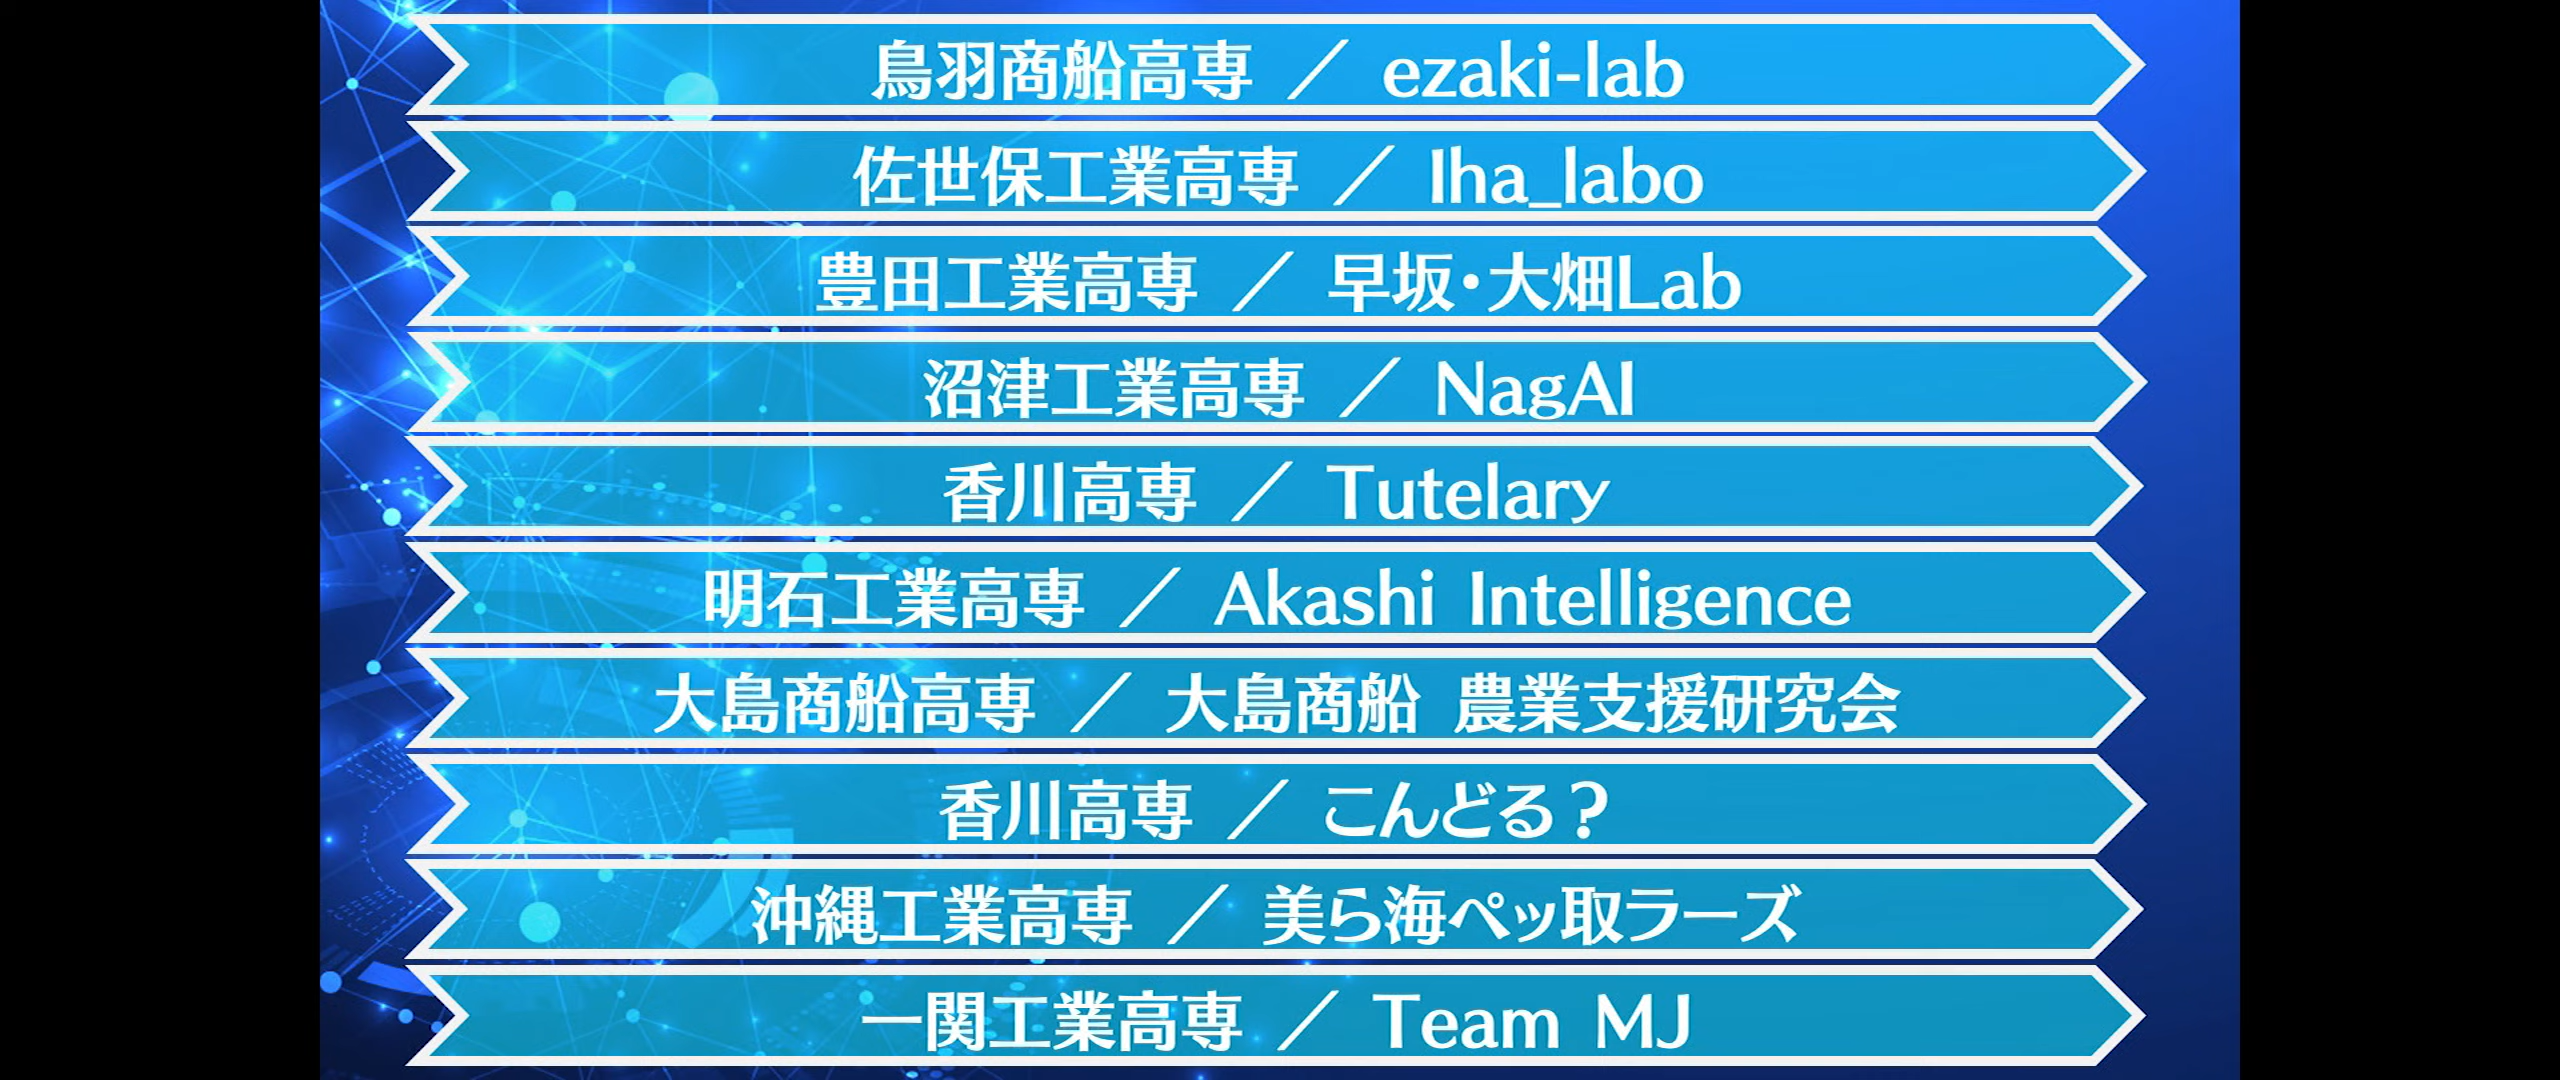 鳥羽商船高専 ／ ezaki-lab
佐世保工業高専 ／ Iha_labo
豊田工業高専 ／ 早坂・大畑Lab
沼津工業高専 ／ NagAI
香川高専 ／ Tutelary
明石工業高専 ／ Akashi Intelligence
大島商船高専 ／ 大島商船 農業支援研究会
香川高専 ／ こんどる？
沖縄工業高専 ／ 美ら海ペッ取ラーズ
一関工業高専 ／ Team MJ